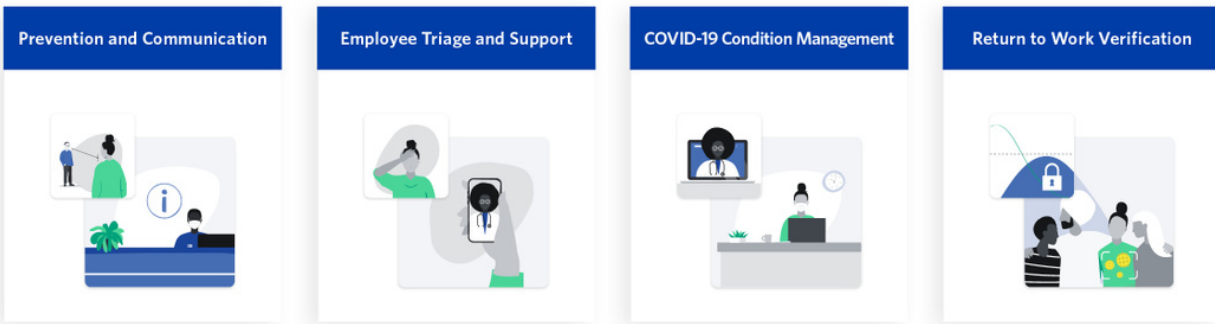 Prevention and Communication
Employee Triage and Support
COVID-19 Condition Management
Return to Work Verification
i